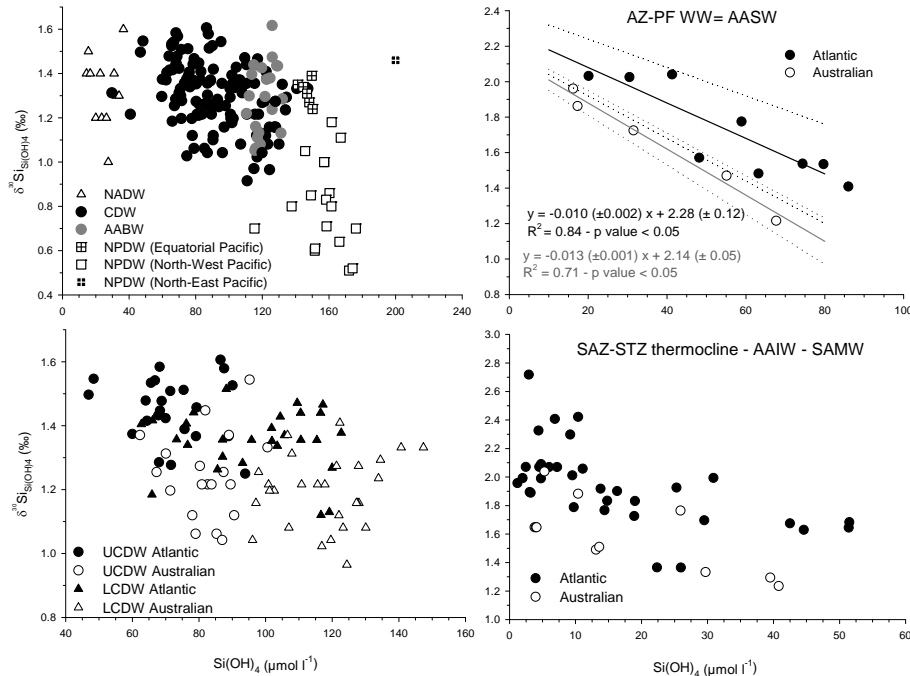 δ30SiSi(OH)4 (‰)
1.6
1.4
1.2
1.0
0.8
0.6
0.4
NADW
CDW
AABW
NPDW (Equatorial Pacific)
NPDW (North-West Pacific)
NPDW (North-East Pacific)
0 40 80 120 160 200 240
AZ-PF WW= AASW
2.4
2.2
2.0
1.8
1.6
1.4
1.2
1.0
0.8
Atlantic
Australian
y = -0.010 (±0.002) x + 2.28 (± 0.12)
R2 = 0.84 - p value < 0.05
y = -0.013 (±0.001) x + 2.14 (± 0.05)
R2 = 0.71 - p value < 0.05
0 20 40 60 80 100
δ30SiSi(OH)4 (‰)
1.6
1.4
1.2
1.0
0.8
UCDW Atlantic
UCDW Australian
LCDW Atlantic
LCDW Australian
40 60 80 100 120 140 160
Si(OH)4 (µmol l-1)
SAZ-STZ thermocline - AAIW - SAMW
3.0
2.8
2.6
2.4
2.2
2.0
1.8
1.6
1.4
1.2
1.0
Atlantic
Australian
0 10 20 30 40 50 60
Si(OH)4 (µmol l-1)